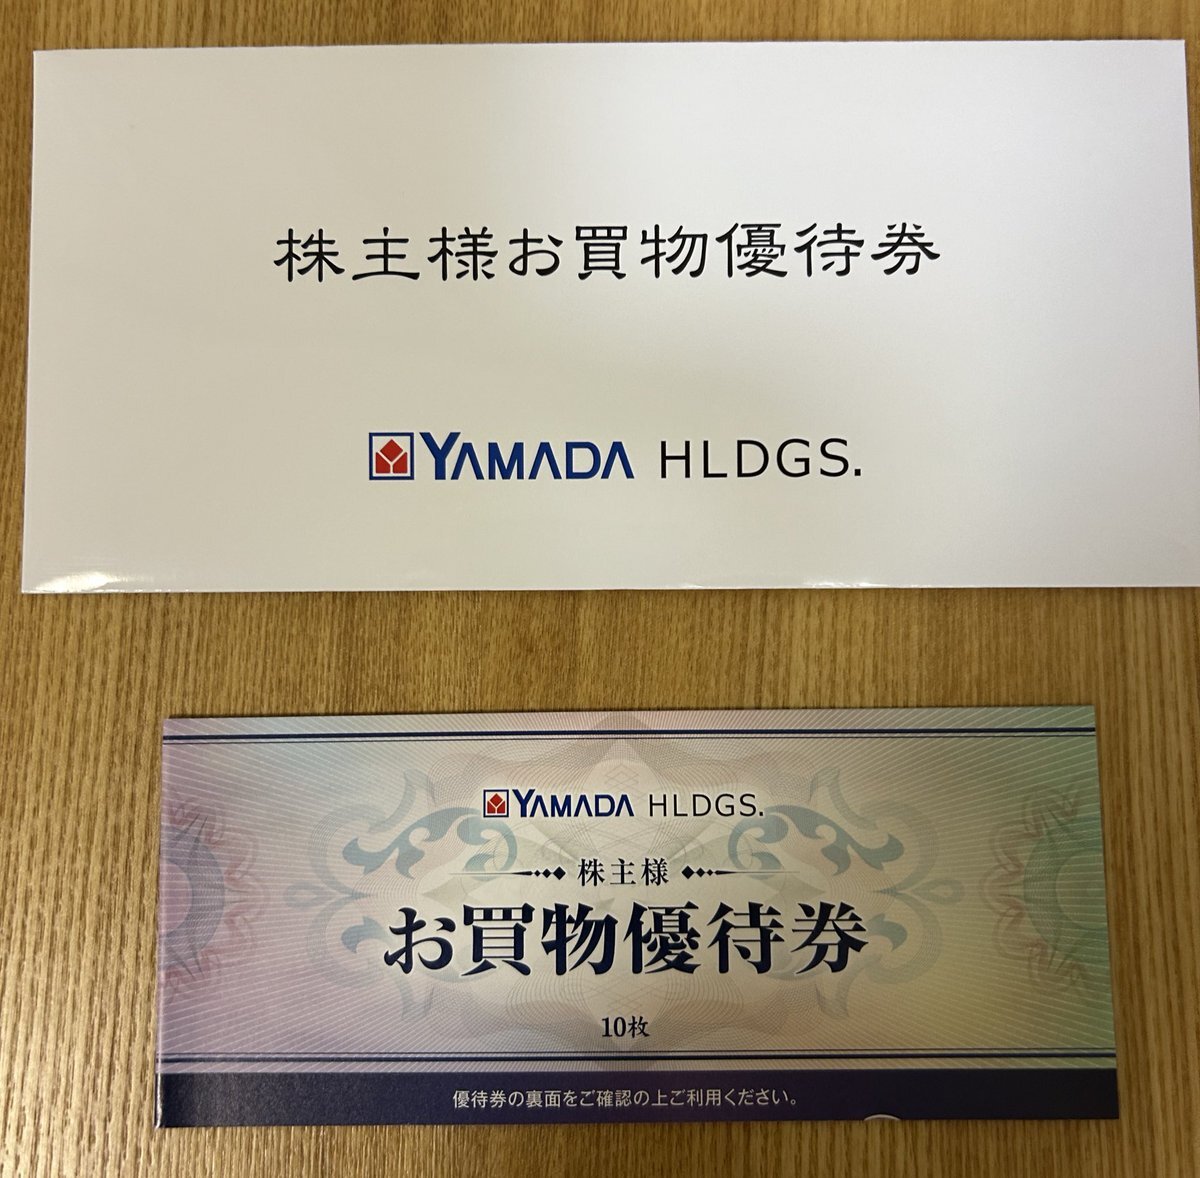 株主様お買物優待券
YAMADA HLDGS.
YAMADA HLDGS.
株主様
お買物優待券
10枚
優待券の裏面をご確認の上ご利用ください。